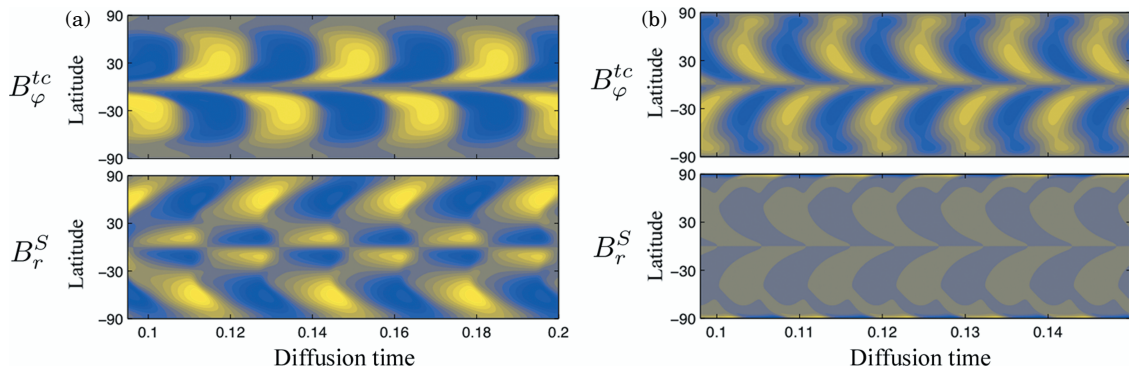 (a)
B_φ^{tc}
Latitude
90
30
−30
−90
B_r^S
Latitude
90
30
−30
−90
0.1 0.12 0.14 0.16 0.18 0.2
Diffusion time
(b)
B_φ^{tc}
Latitude
90
30
−30
−90
B_r^S
Latitude
90
30
−30
−90
0.1 0.11 0.12 0.13 0.14
Diffusion time